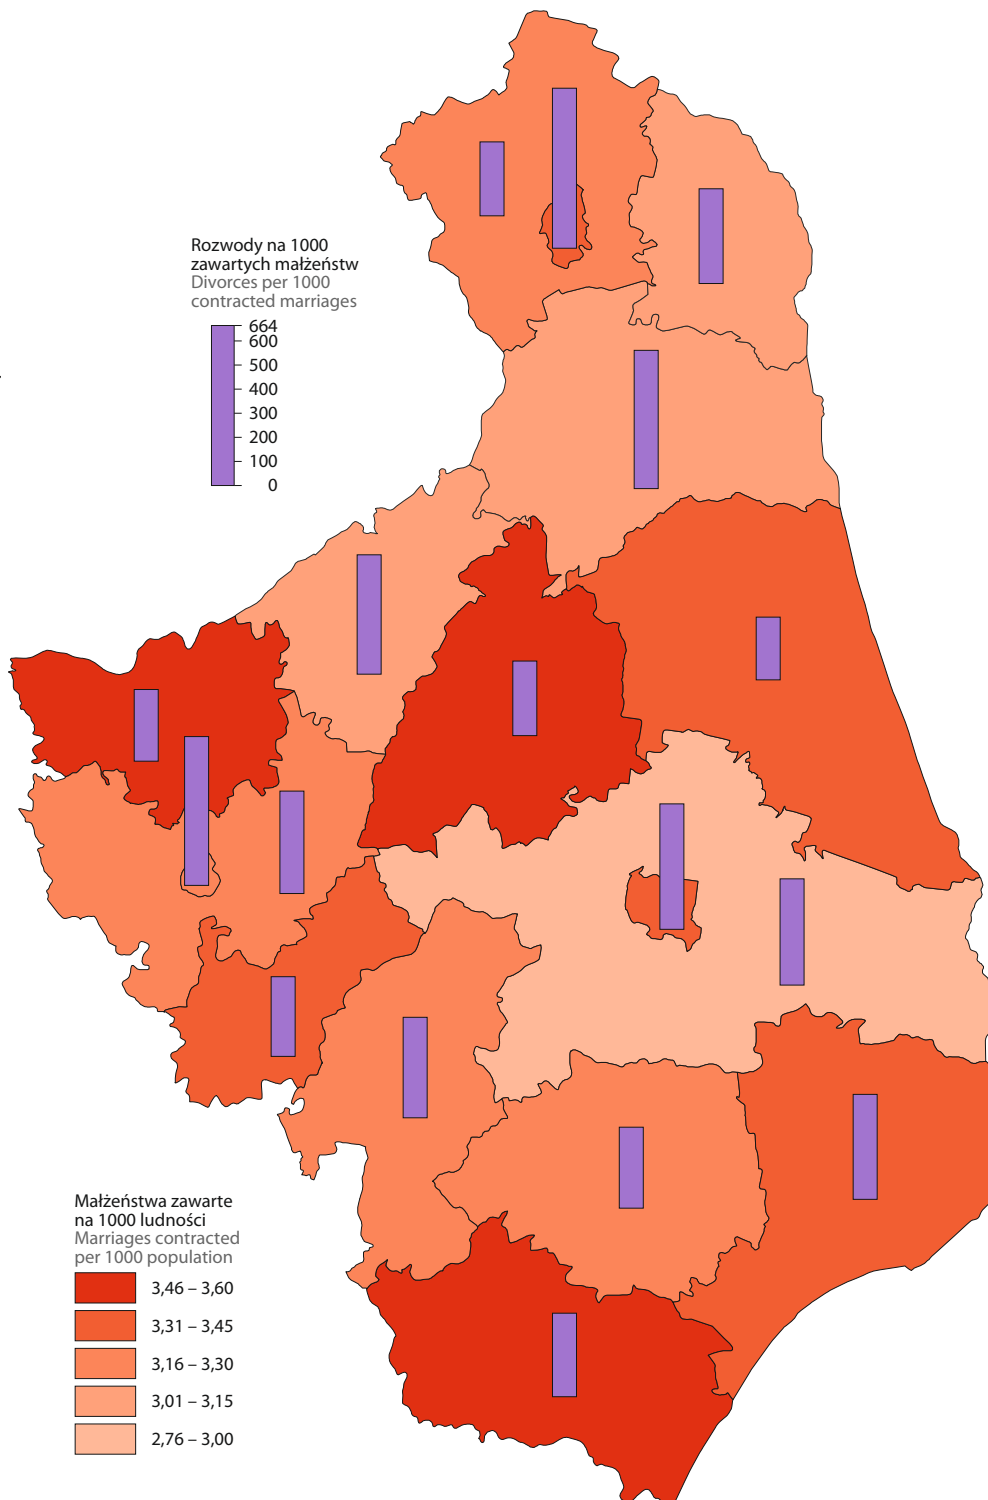 Rozwody na 1000
zawartych małżeństw
Divorces per 1000
contracted marriages
664
600
500
400
300
200
100
0
Małżeństwa zawarte
na 1000 ludności
Marriages contracted
per 1000 population
3,46 – 3,60
3,31 – 3,45
3,16 – 3,30
3,01 – 3,15
2,76 – 3,00